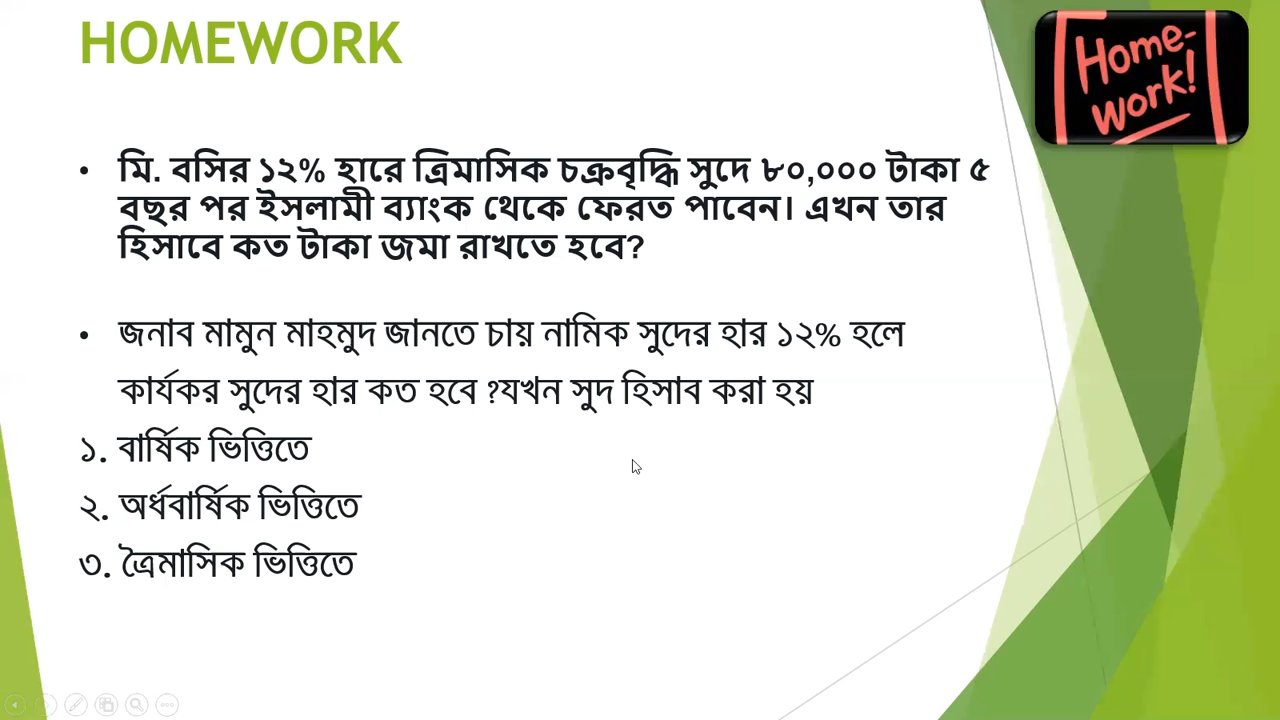 HOMEWORK
Home-
work!
• মি. বসির ১২% হারে ত্রিমাসিক চক্রবৃদ্ধি সুদে ৮০,০০০ টাকা ৫
বছর পর ইসলামী ব্যাংক থেকে ফেরত পাবেন। এখন তার
হিসাবে কত টাকা জমা রাখতে হবে?
• জনাব মামুন মাহমুদ জানতে চায় নামিক সুদের হার ১২% হলে
কার্যকর সুদের হার কত হবে ?যখন সুদ হিসাব করা হয়
১. বার্ষিক ভিত্তিতে
২. অর্ধবার্ষিক ভিত্তিতে
৩. ত্রৈমাসিক ভিত্তিতে